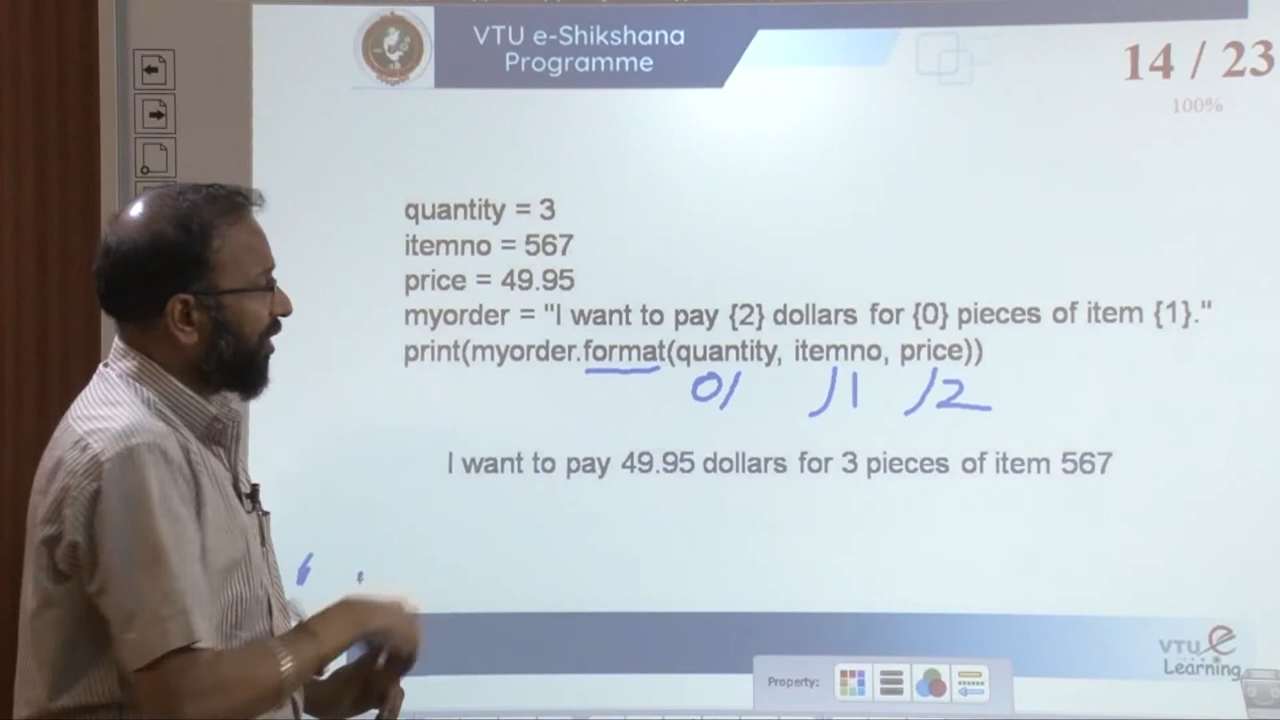 VTU e-Shikshana
Programme
14 / 23
100%
quantity = 3
itemno = 567
price = 49.95
myorder = "I want to pay {2} dollars for {0} pieces of item {1}."
print(myorder.format(quantity, itemno, price))
0/ /1 /2
I want to pay 49.95 dollars for 3 pieces of item 567
VTU e
Learning
Property: